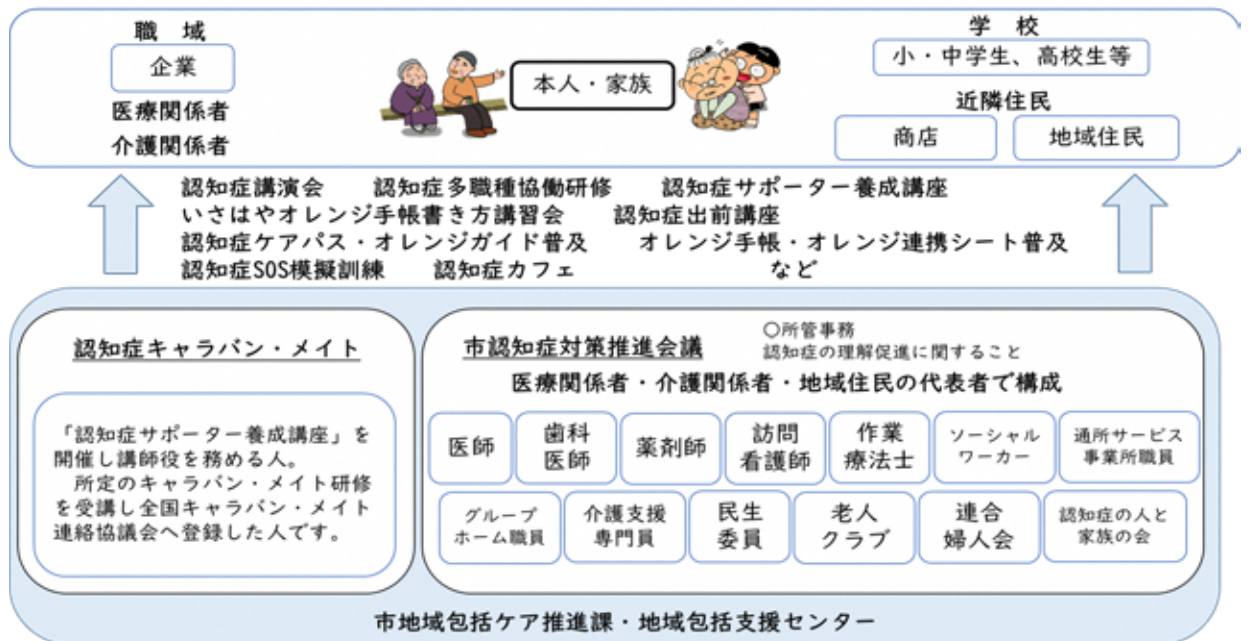 職　域
企業
医療関係者
介護関係者
本人・家族
学　校
小・中学生、高校生等
近隣住民
商店
地域住民
認知症講演会　認知症多職種協働研修　認知症サポーター養成講座
いさはやオレンジ手帳書き方講習会　認知症出前講座
認知症ケアパス・オレンジガイド普及　オレンジ手帳・オレンジ連携シート普及
認知症SOS模擬訓練　認知症カフェ　など
認知症キャラバン・メイト
「認知症サポーター養成講座」を
開催し講師役を務める人。
所定のキャラバン・メイト研修
を受講し全国キャラバン・メイト
連絡協議会へ登録した人です。
市認知症対策推進会議
○所管事務
認知症の理解促進に関すること
医療関係者・介護関係者・地域住民の代表者で構成
医師
歯科
医師
薬剤師
訪問
看護師
作業
療法士
ソーシャル
ワーカー
通所サービス
事業所職員
グループ
ホーム職員
介護支援
専門員
民生
委員
老人
クラブ
連合
婦人会
認知症の人と
家族の会
市地域包括ケア推進課・地域包括支援センター